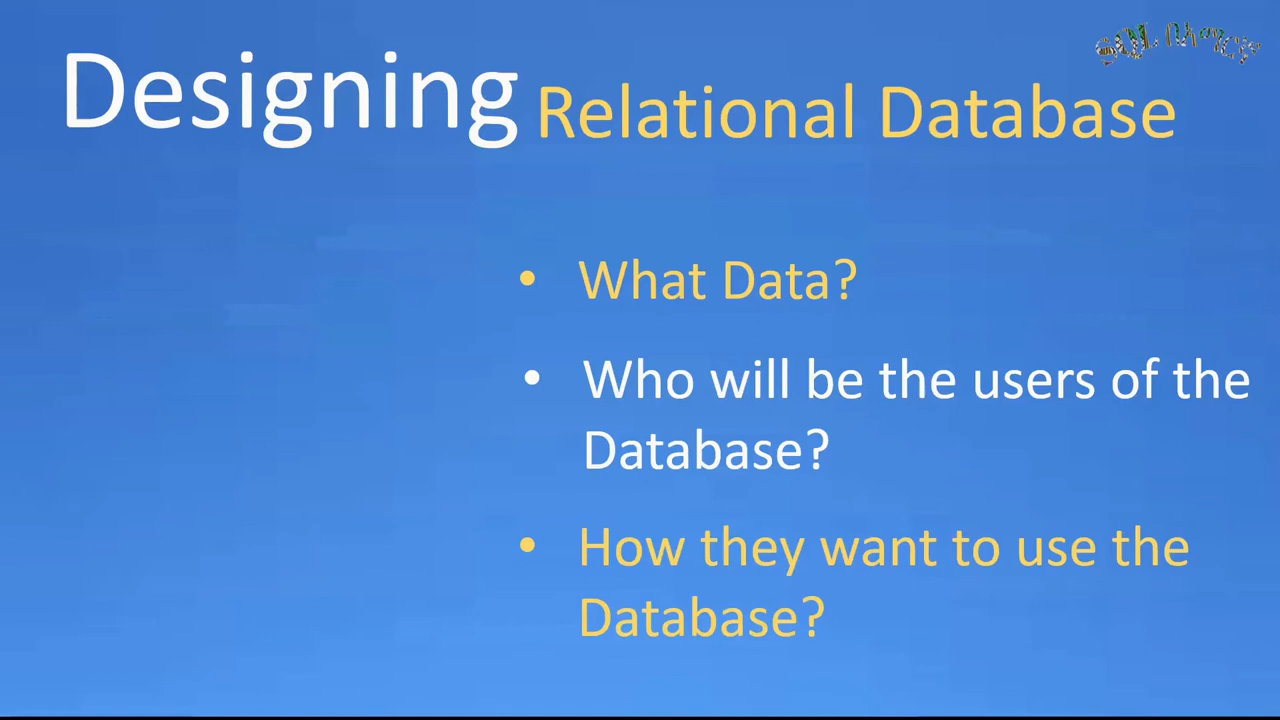 Designing Relational Database
• What Data?
• Who will be the users of the
Database?
• How they want to use the
Database?